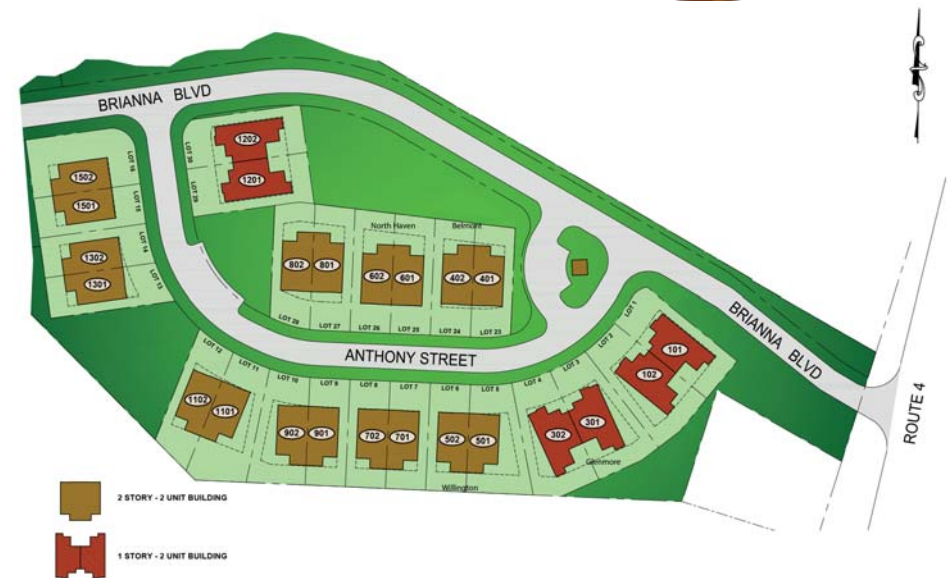 BRIANNA BLVD
1202
1201
LOT 30
LOT 29
1502
1501
LOT 16
LOT 15
1302
1301
LOT 14
LOT 13
North Haven
Belmont
802
801
602
601
402
401
LOT 28
LOT 27
LOT 26
LOT 25
LOT 24
LOT 23
LOT 1
LOT 2
BRIANNA BLVD
ROUTE 4
101
102
ANTHONY STREET
LOT 12
LOT 11
LOT 10
LOT 9
LOT 8
LOT 7
LOT 6
LOT 5
LOT 4
LOT 3
1102
1101
902
901
702
701
502
501
302
301
Glenmore
Willington
2 STORY - 2 UNIT BUILDING
1 STORY - 2 UNIT BUILDING